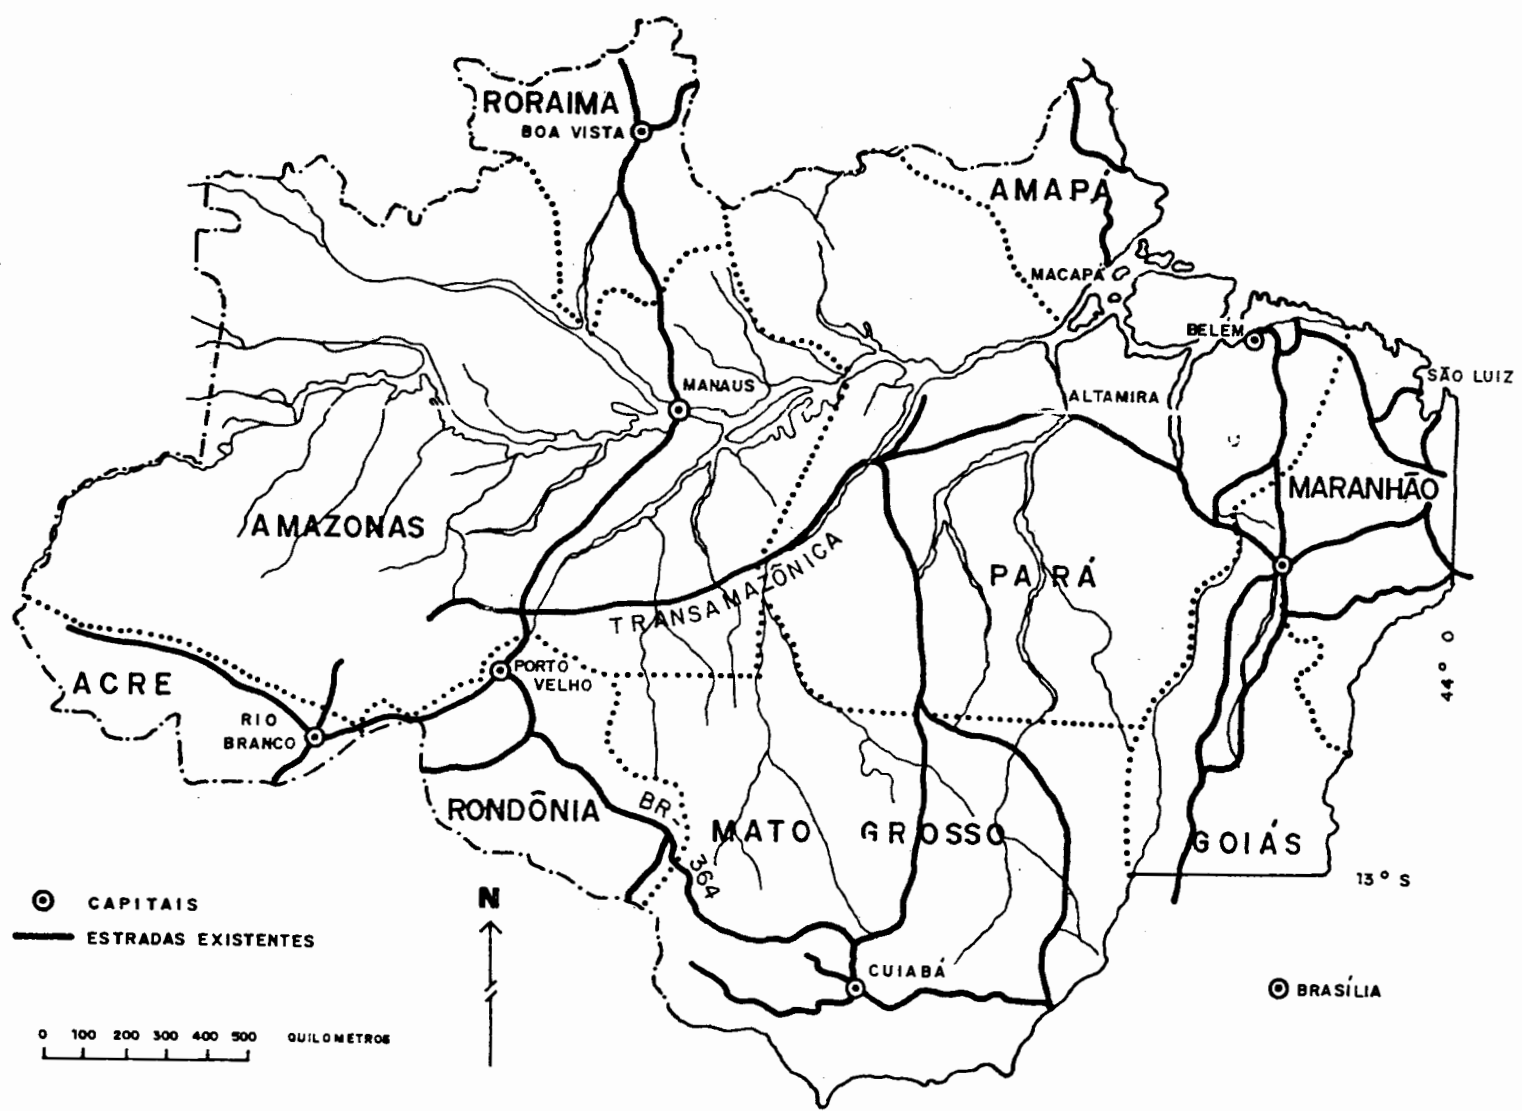 RORAIMA
BOA VISTA
AMAPÁ
MACAPÁ
BELÉM
SÃO LUIZ
MANAUS
ALTAMIRA
MARANHÃO
AMAZONAS
PARÁ
TRANSAMAZÔNICA
ACRE
PORTO
VELHO
RIO
BRANCO
44° O
RONDÔNIA
BR-364
MATO GROSSO
GOIÁS
13° S
N
CAPITAIS
ESTRADAS EXISTENTES
CUIABÁ
BRASÍLIA
0 100 200 300 400 500 QUILOMETROS